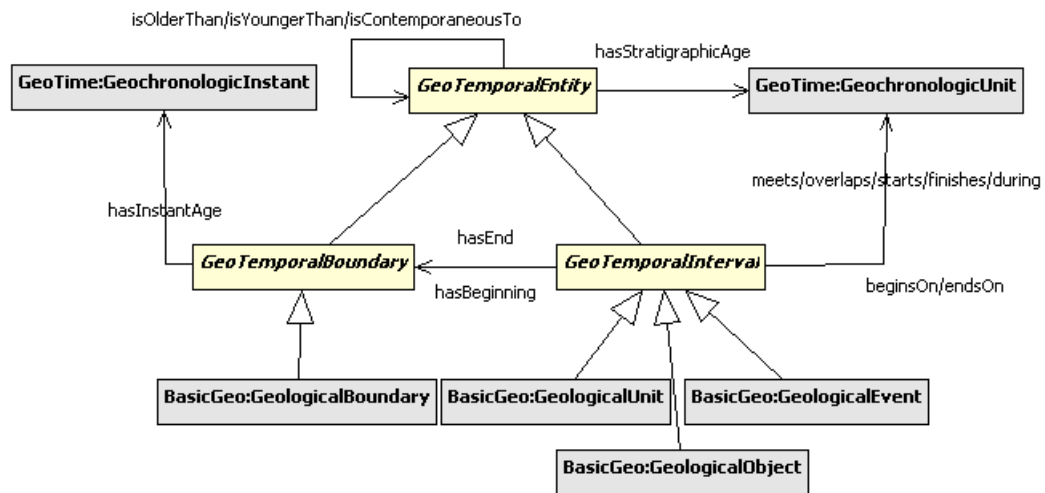 isOlderThan/isYoungerThan/isContemporaneousTo
hasStratigraphicAge
GeoTime:GeochronologicInstant
GeoTemporalEntity
GeoTime:GeochronologicUnit
meets/overlaps/starts/finishes/during
hasInstantAge
hasEnd
GeoTemporalBoundary
GeoTemporalInterval
hasBeginning
beginsOn/endsOn
BasicGeo:GeologicalBoundary
BasicGeo:GeologicalUnit
BasicGeo:GeologicalEvent
BasicGeo:GeologicalObject